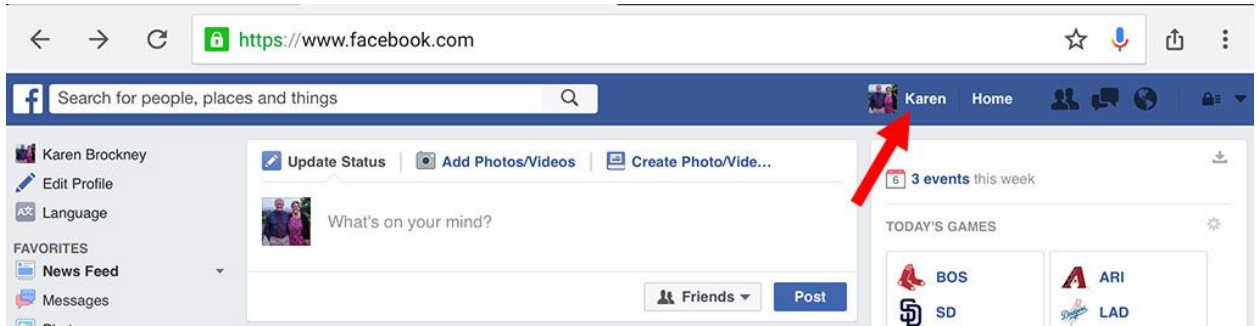 https://www.facebook.com
f Search for people, places and things Karen Home
Karen Brockney
Edit Profile
Language
FAVORITES
News Feed
Messages
Update Status Add Photos/Videos Create Photo/Vide...
What's on your mind?
Friends Post
6 3 events this week
TODAY'S GAMES
BOS ARI
SD LAD